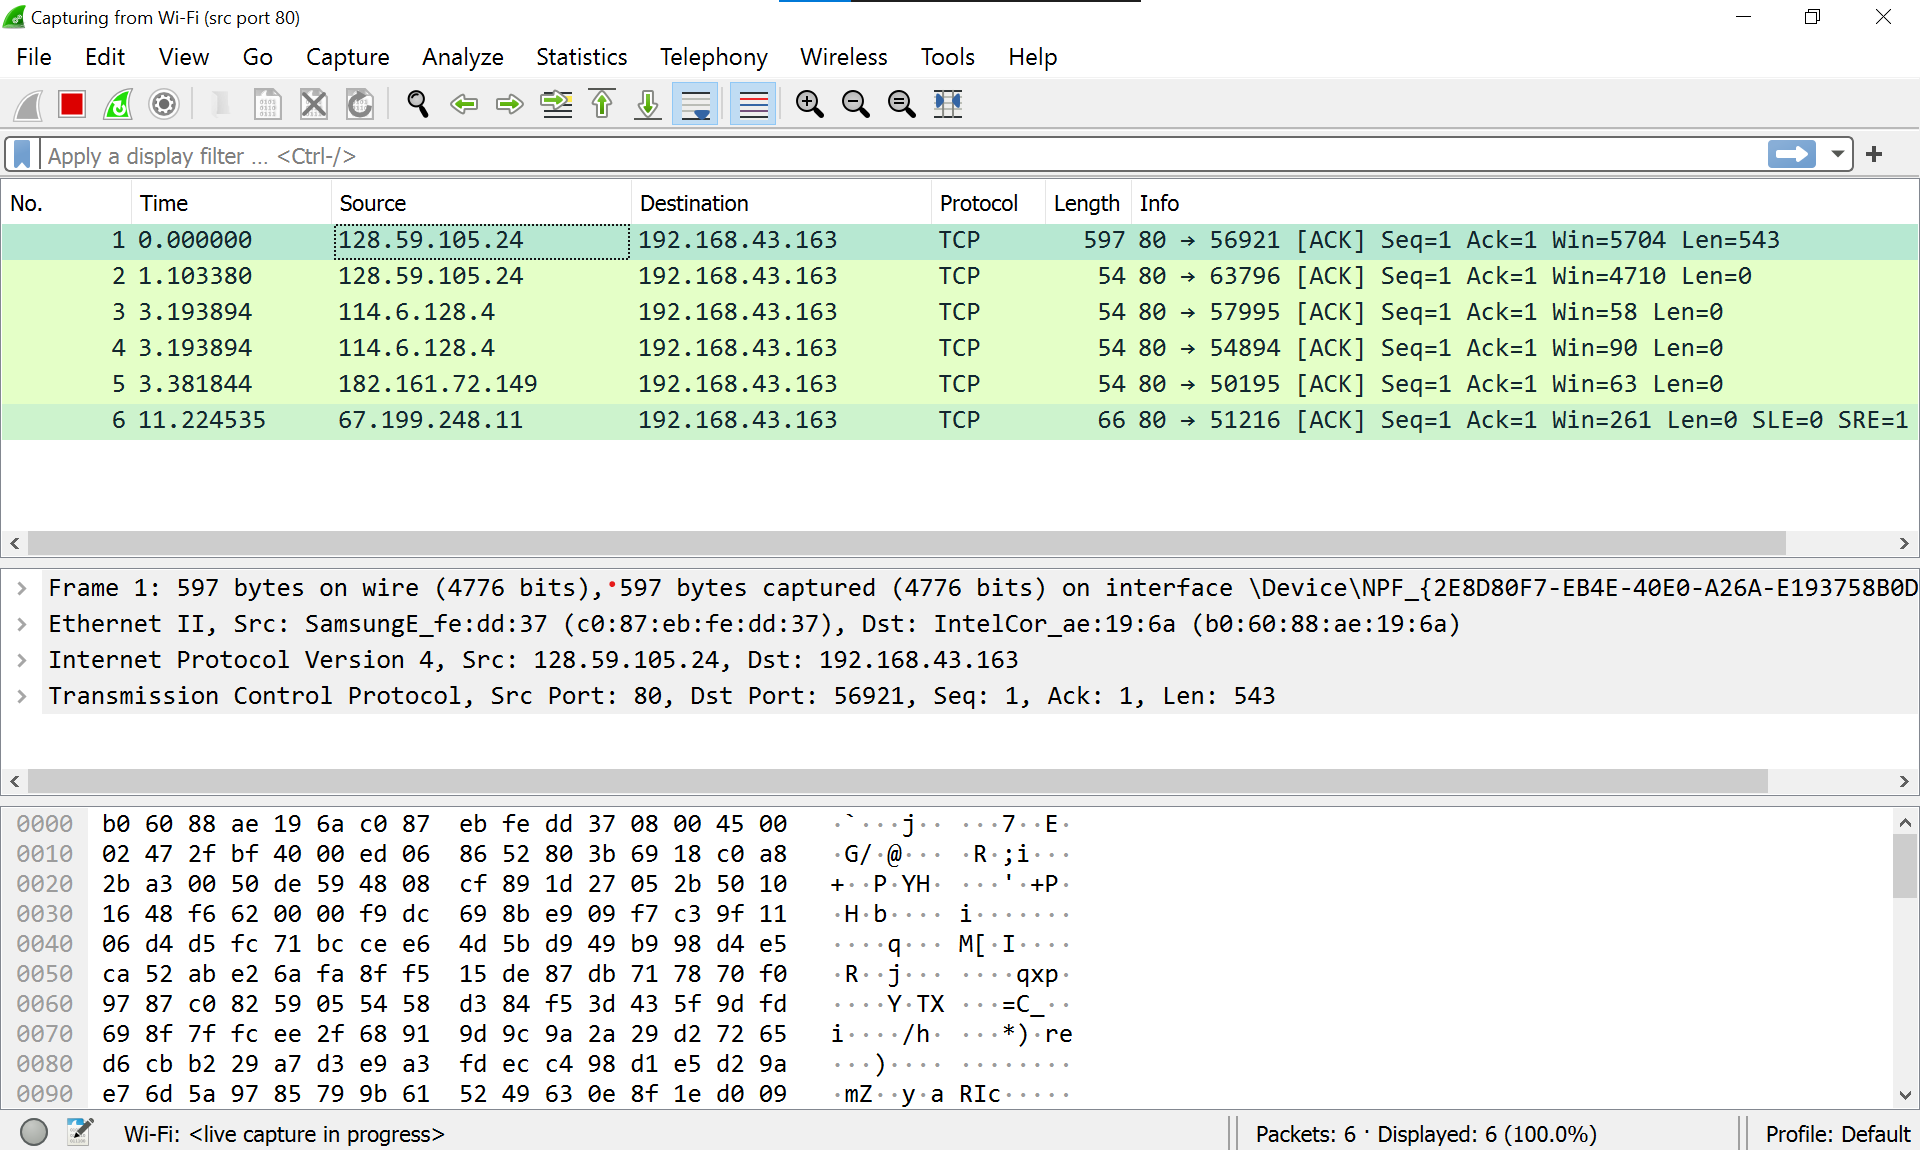 Capturing from Wi-Fi (src port 80)
File Edit View Go Capture Analyze Statistics Telephony Wireless Tools Help
Apply a display filter ... <Ctrl-/>
No. Time Source Destination Protocol Length Info
1 0.000000 128.59.105.24 192.168.43.163 TCP 597 80 → 56921 [ACK] Seq=1 Ack=1 Win=5704 Len=543
2 1.103380 128.59.105.24 192.168.43.163 TCP 54 80 → 63796 [ACK] Seq=1 Ack=1 Win=4710 Len=0
3 3.193894 114.6.128.4 192.168.43.163 TCP 54 80 → 57995 [ACK] Seq=1 Ack=1 Win=58 Len=0
4 3.193894 114.6.128.4 192.168.43.163 TCP 54 80 → 54894 [ACK] Seq=1 Ack=1 Win=90 Len=0
5 3.381844 182.161.72.149 192.168.43.163 TCP 54 80 → 50195 [ACK] Seq=1 Ack=1 Win=63 Len=0
6 11.224535 67.199.248.11 192.168.43.163 TCP 66 80 → 51216 [ACK] Seq=1 Ack=1 Win=261 Len=0 SLE=0 SRE=1
Frame 1: 597 bytes on wire (4776 bits), 597 bytes captured (4776 bits) on interface \Device\NPF_{2E8D80F7-EB4E-40E0-A26A-E193758B0D
Ethernet II, Src: SamsungE_fe:dd:37 (c0:87:eb:fe:dd:37), Dst: IntelCor_ae:19:6a (b0:60:88:ae:19:6a)
Internet Protocol Version 4, Src: 128.59.105.24, Dst: 192.168.43.163
Transmission Control Protocol, Src Port: 80, Dst Port: 56921, Seq: 1, Ack: 1, Len: 543
0000 b0 60 88 ae 19 6a c0 87 eb fe dd 37 08 00 45 00 ·`···j·· ···7··E·
0010 02 47 2f bf 40 00 ed 06 86 52 80 3b 69 18 c0 a8 ·G/·@··· ·R·;i···
0020 2b a3 00 50 de 59 48 08 cf 89 1d 27 05 2b 50 10 +··P·YH· ···'·+P·
0030 16 48 f6 62 00 00 f9 dc 69 8b e9 09 f7 c3 9f 11 ·H·b···· i·······
0040 06 d4 d5 fc 71 bc ce e6 4d 5b d9 49 b9 98 d4 e5 ····q··· M[·I····
0050 ca 52 ab e2 6a fa 8f f5 15 de 87 db 71 78 70 f0 ·R··j··· ····qxp·
0060 97 87 c0 82 59 05 54 58 d3 84 f5 3d 43 5f 9d fd ····Y·TX ···=C_··
0070 69 8f 7f fc ee 2f 68 91 9d 9c 9a 2a 29 d2 72 65 i····/h· ···*)·re
0080 d6 cb b2 29 a7 d3 e9 a3 fd ec c4 98 d1 e5 d2 9a ···)···· ········
0090 e7 6d 5a 97 85 79 9b 61 52 49 63 0e 8f 1e d0 09 ·mZ··y·a RIc·····
Wi-Fi: <live capture in progress> Packets: 6 · Displayed: 6 (100.0%) Profile: Default